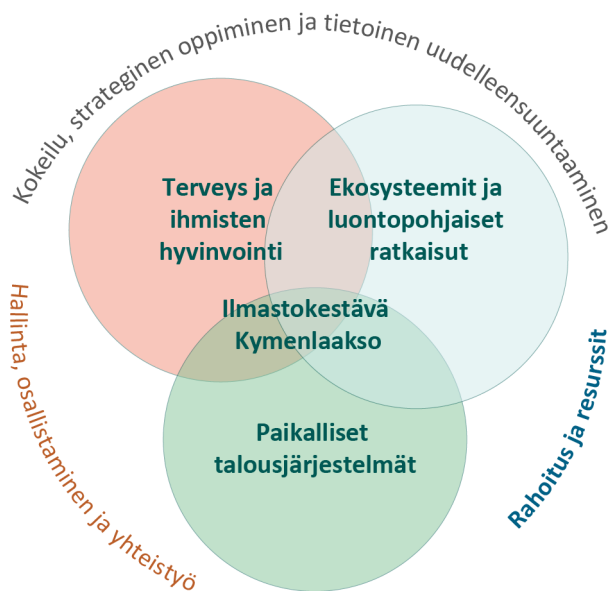 Kokeilu, strateginen oppiminen ja tietoinen uudelleensuuntaaminen
Terveys ja
ihmisten
hyvinvointi
Ekosysteemit ja
luontopohjaiset
ratkaisut
Ilmastokestävä
Kymenlaakso
Paikalliset
talousjärjestelmät
Hallinta, osallistaminen ja yhteistyö
Rahoitus ja resurssit